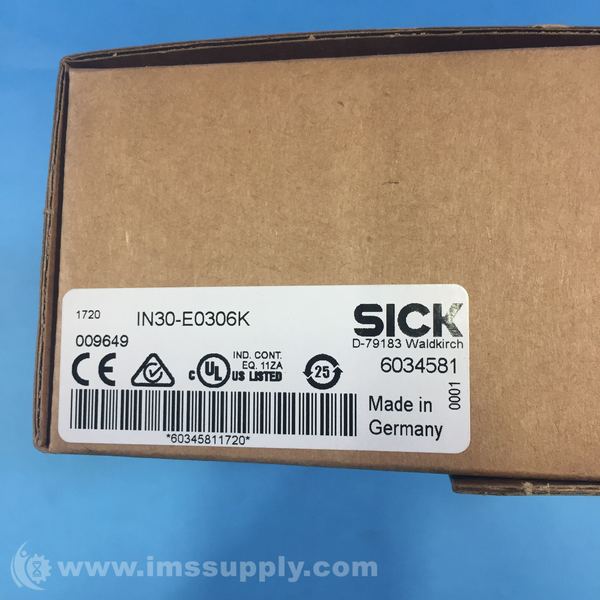 1720
IN30-E0306K
SICK
009649
D-79183 Waldkirch
6034581
CE
c UL US LISTED
IND. CONT.
EQ. 11ZA
25
0001
Made in
Germany
*60345811720*
www.imssupply.com